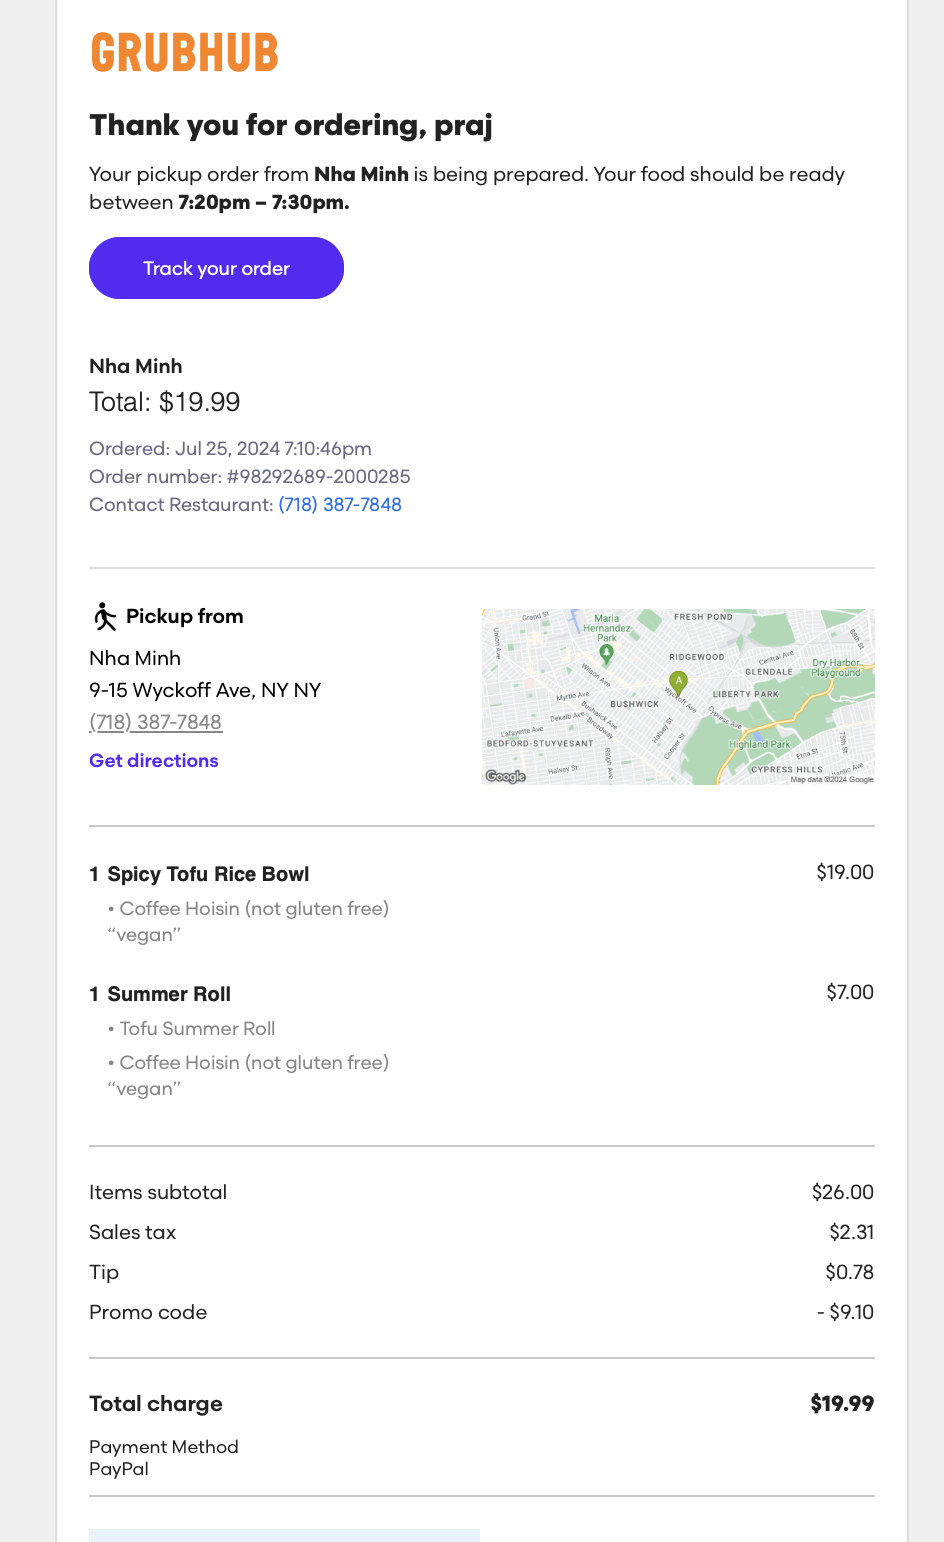 GRUBHUB
Thank you for ordering, praj
Your pickup order from Nha Minh is being prepared. Your food should be ready
between 7:20pm – 7:30pm.
Track your order
Nha Minh
Total: $19.99
Ordered: Jul 25, 2024 7:10:46pm
Order number: #98292689-2000285
Contact Restaurant: (718) 387-7848
Pickup from
Nha Minh
9-15 Wyckoff Ave, NY NY
(718) 387-7848
Get directions
Grand St
Maria
Hernandez
Park
FRESH POND
Union Ave
68th St
RIDGEWOOD
Central Ave
GLENDALE
Dry Harbor
Playground
Wilson Ave
A
Wyckoff Ave
LIBERTY PARK
Myrtle Ave
BUSHWICK
Bushwick Ave
Cypress Ave
Dekalb Ave
Broadway
Halsey St
Lafayette Ave
Cooper St
BEDFORD-STUYVESANT
Highland Park
75th St
Ralph Ave
Etna St
Halsey St
CYPRESS HILLS
Atlantic Ave
Google
Map data ©2024 Google
1 Spicy Tofu Rice Bowl $19.00
• Coffee Hoisin (not gluten free)
“vegan”
1 Summer Roll $7.00
• Tofu Summer Roll
• Coffee Hoisin (not gluten free)
“vegan”
Items subtotal $26.00
Sales tax $2.31
Tip $0.78
Promo code - $9.10
Total charge $19.99
Payment Method
PayPal